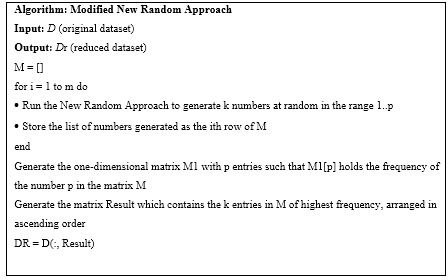 Algorithm: Modified New Random Approach
Input: D (original dataset)
Output: Dr (reduced dataset)
M = []
for i = 1 to m do
• Run the New Random Approach to generate k numbers at random in the range 1..p
• Store the list of numbers generated as the ith row of M
end
Generate the one-dimensional matrix M1 with p entries such that M1[p] holds the frequency of
the number p in the matrix M
Generate the matrix Result which contains the k entries in M of highest frequency, arranged in
ascending order
DR = D(:, Result)